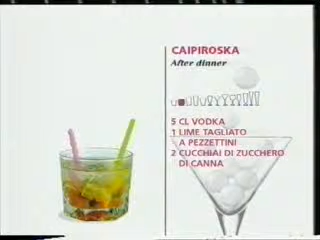 CAIPIROSKA
After dinner
5 CL VODKA
1 LIME TAGLIATO
A PEZZETTINI
2 CUCCHIAI DI ZUCCHERO
DI CANNA